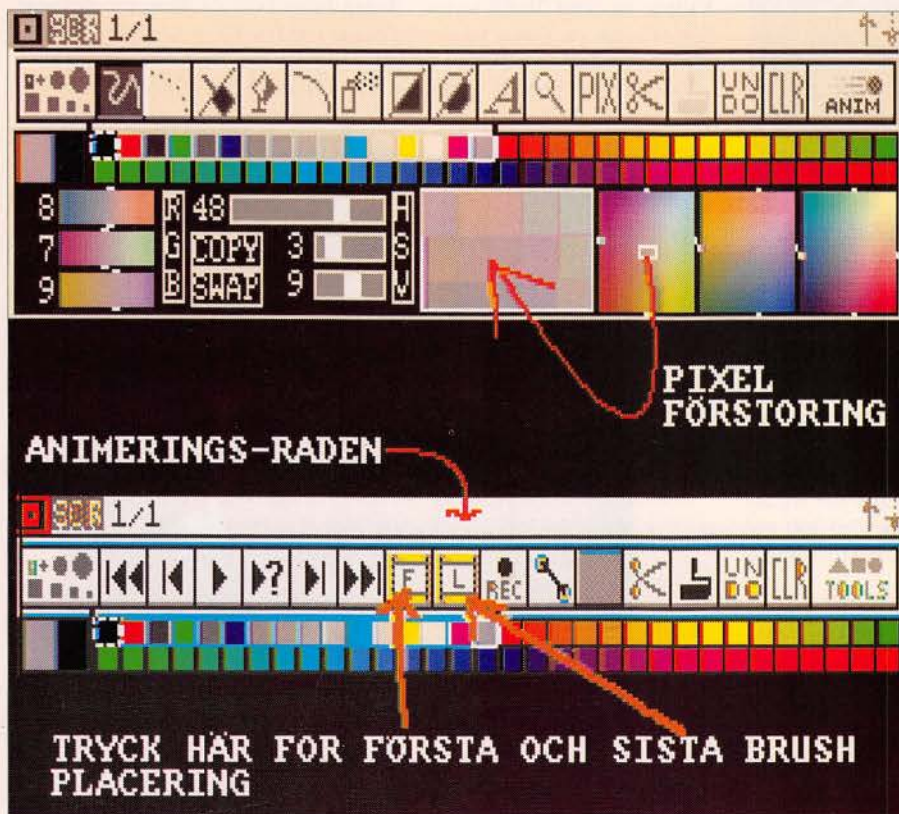 1/1
A PIX UN DO CLR ANIM
8 R 48 H
7 G COPY 3 S
9 B SWAP 9 V
PIXEL
FÖRSTORING
ANIMERINGS-RADEN
1/1
? F L REC UN DO CLR TOOLS
TRYCK HÄR FOR FÖRSTA OCH SISTA BRUSH
PLACERING